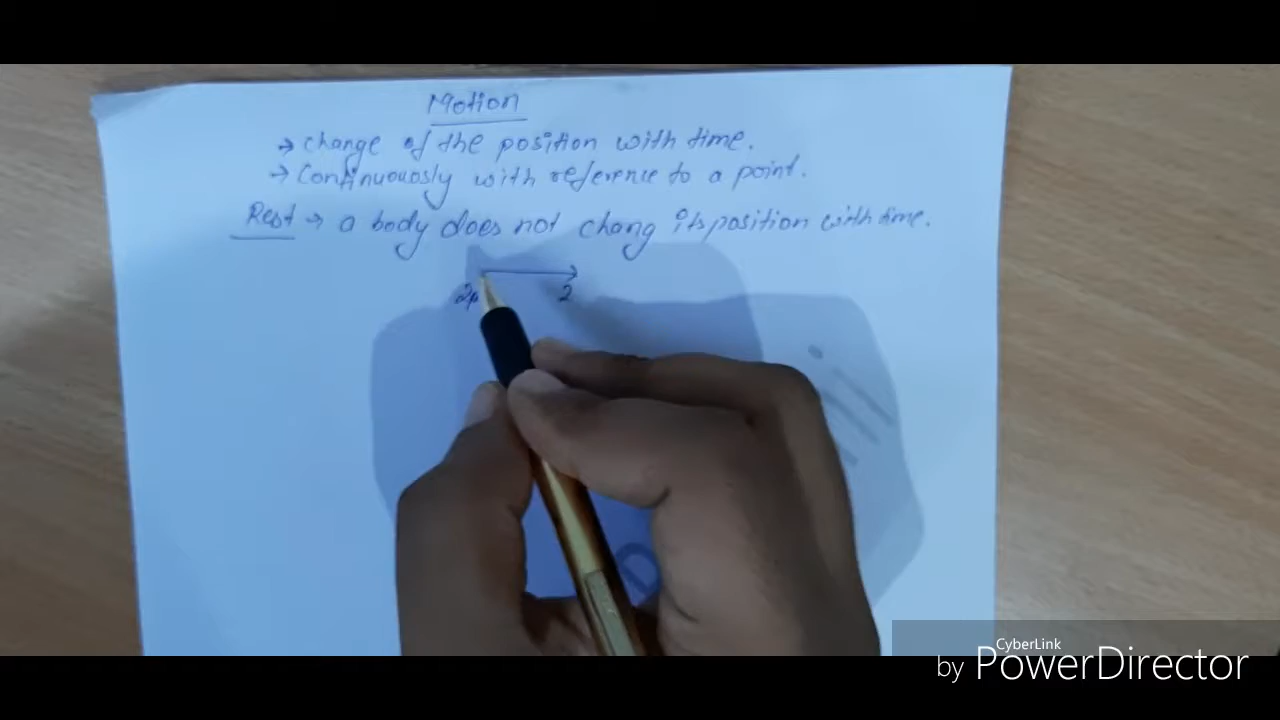 Motion
→ change of the position with time.
→ Continuously with reference to a point.
Rest → a body does not chang its position with time.
2
CyberLink
by PowerDirector